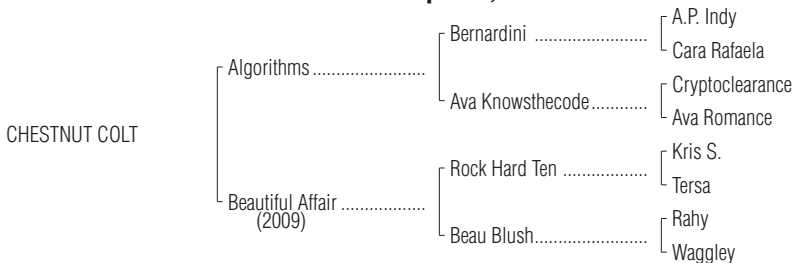 A.P. Indy
Bernardini ........................
Cara Rafaela
Algorithms ........................
Cryptoclearance
Ava Knowsthecode............
Ava Romance
CHESTNUT COLT
Kris S.
Rock Hard Ten ..................
Tersa
Beautiful Affair ..................
(2009)
Rahy
Beau Blush........................
Waggley